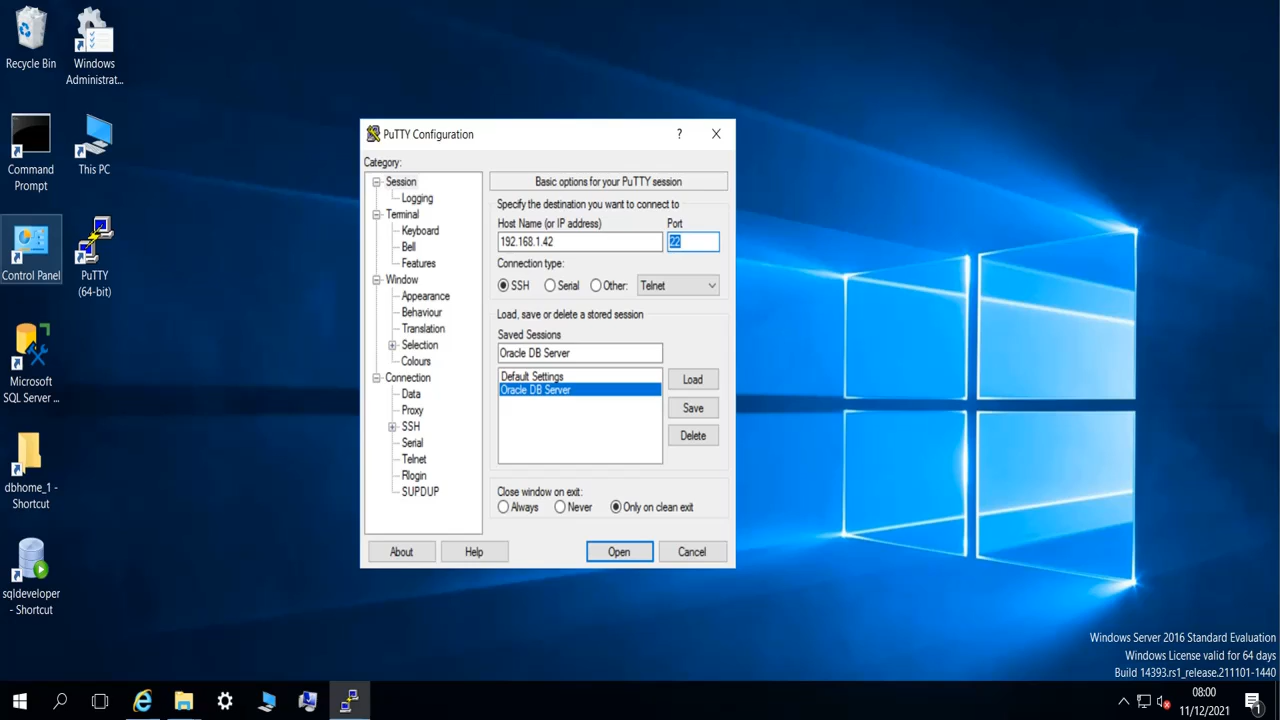 Recycle Bin
Windows
Administrat...
Command
Prompt
This PC
Control Panel
PuTTY
(64-bit)
Microsoft
SQL Server ...
dbhome_1 -
Shortcut
sqldeveloper
- Shortcut
PuTTY Configuration
?
Category:
Session
Logging
Terminal
Keyboard
Bell
Features
Window
Appearance
Behaviour
Translation
Selection
Colours
Connection
Data
Proxy
SSH
Serial
Telnet
Rlogin
SUPDUP
Basic options for your PuTTY session
Specify the destination you want to connect to
Host Name (or IP address) Port
192.168.1.42 22
Connection type:
SSH Serial Other: Telnet
Load, save or delete a stored session
Saved Sessions
Oracle DB Server
Default Settings
Oracle DB Server
Load
Save
Delete
Close window on exit:
Always Never Only on clean exit
About Help Open Cancel
Windows Server 2016 Standard Evaluation
Windows License valid for 64 days
Build 14393.rs1_release.211101-1440
08:00
11/12/2021
1